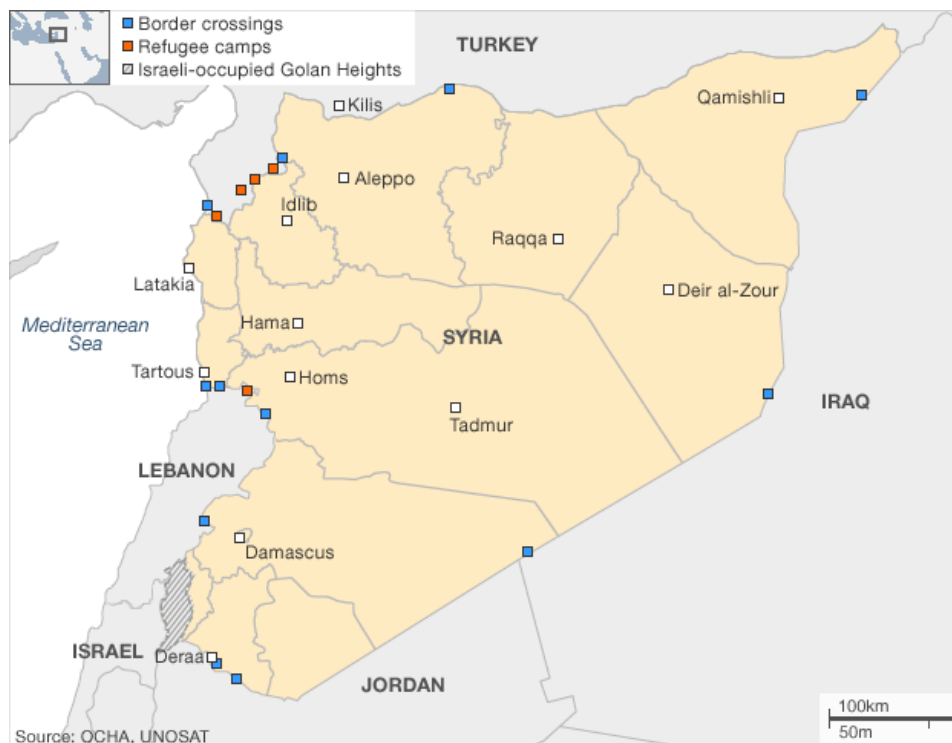 Border crossings
Refugee camps
Israeli-occupied Golan Heights
TURKEY
Kilis
Qamishli
Aleppo
Idlib
Raqqa
Latakia
Deir al-Zour
Mediterranean
Sea
Hama
SYRIA
Tartous
Homs
IRAQ
Tadmur
LEBANON
Damascus
ISRAEL
Deraa
JORDAN
100km
50m
Source: OCHA, UNOSAT